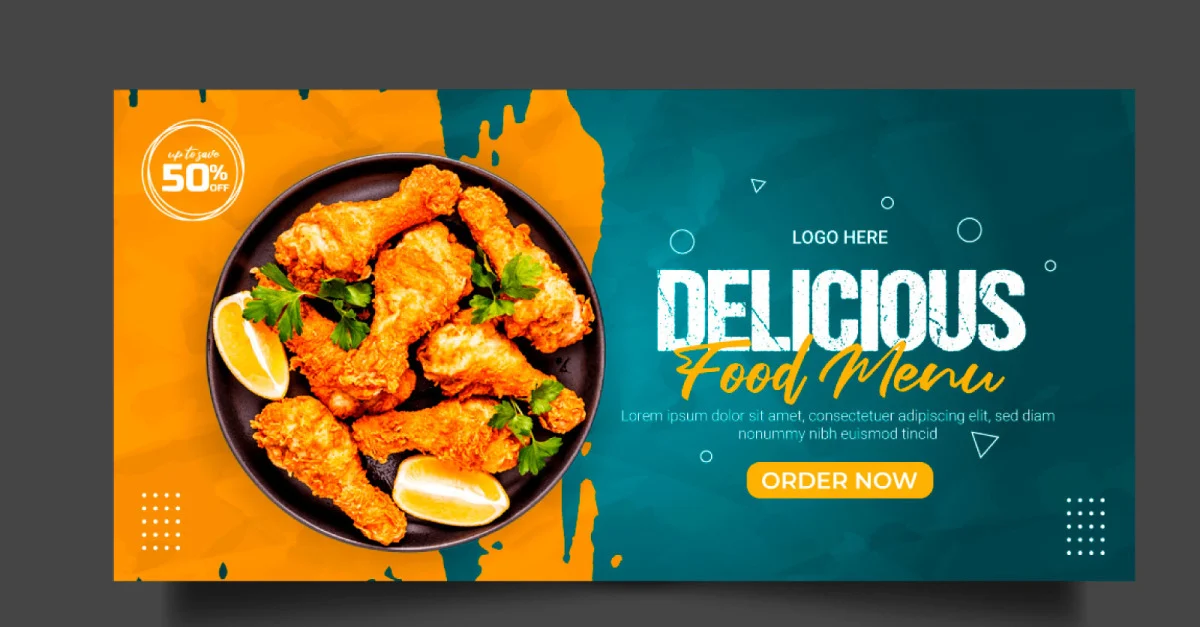 up to save
50%
OFF
LOGO HERE
DELICIOUS
Food Menu
Lorem ipsum dolor sit amet, consectetuer adipiscing elit, sed diam
nonummy nibh euismod tincid
ORDER NOW